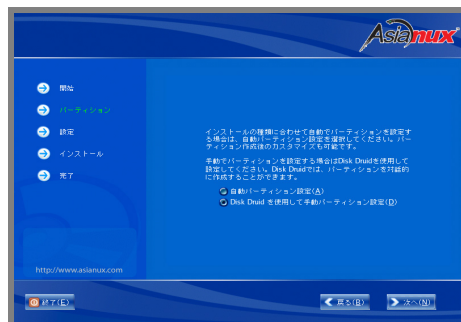 Asianux
開始
パーティション
設定
インストール
完了
インストールの種類に合わせて自動でパーティションを設定す
る場合は、自動パーティション設定を選択してください。パー
ティション作成後のカスタマイズも可能です。
手動でパーティションを設定する場合はDisk Druidを使用して
設定してください。Disk Druidでは、パーティションを対話的
に作成することができます。
自動パーティション設定(A)
Disk Druid を使用して手動パーティション設定(D)
http://www.asianux.com
終了(E)
戻る(B)
次へ(N)